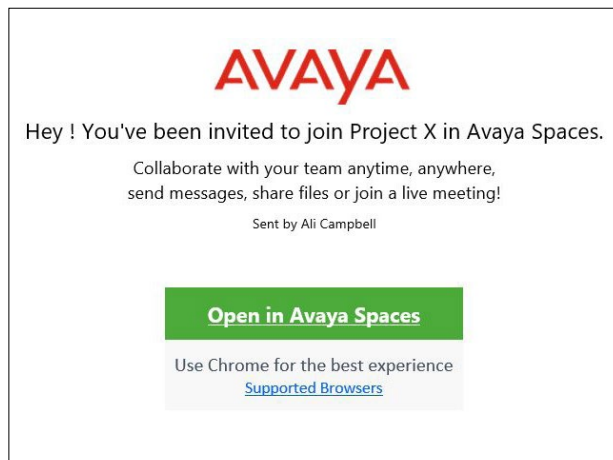 AVAYA
Hey ! You've been invited to join Project X in Avaya Spaces.
Collaborate with your team anytime, anywhere,
send messages, share files or join a live meeting!
Sent by Ali Campbell
Open in Avaya Spaces
Use Chrome for the best experience
Supported Browsers